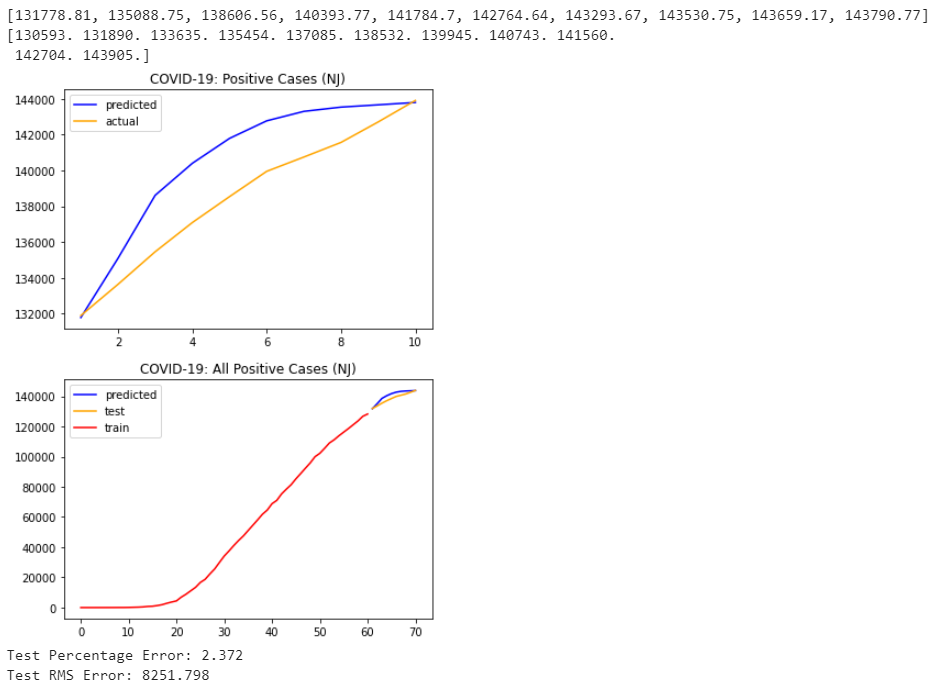 [131778.81, 135088.75, 138606.56, 140393.77, 141784.7, 142764.64, 143293.67, 143530.75, 143659.17, 143790.77]
[130593. 131890. 133635. 135454. 137085. 138532. 139945. 140743. 141560.
142704. 143905.]
COVID-19: Positive Cases (NJ)
predicted
actual
144000
142000
140000
138000
136000
134000
132000
2 4 6 8 10
COVID-19: All Positive Cases (NJ)
predicted
test
train
140000
120000
100000
80000
60000
40000
20000
0
0 10 20 30 40 50 60 70
Test Percentage Error: 2.372
Test RMS Error: 8251.798